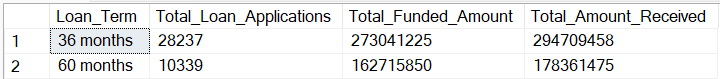 Loan_Term Total_Loan_Applications Total_Funded_Amount Total_Amount_Received
1 36 months 28237 273041225 294709458
2 60 months 10339 162715850 178361475